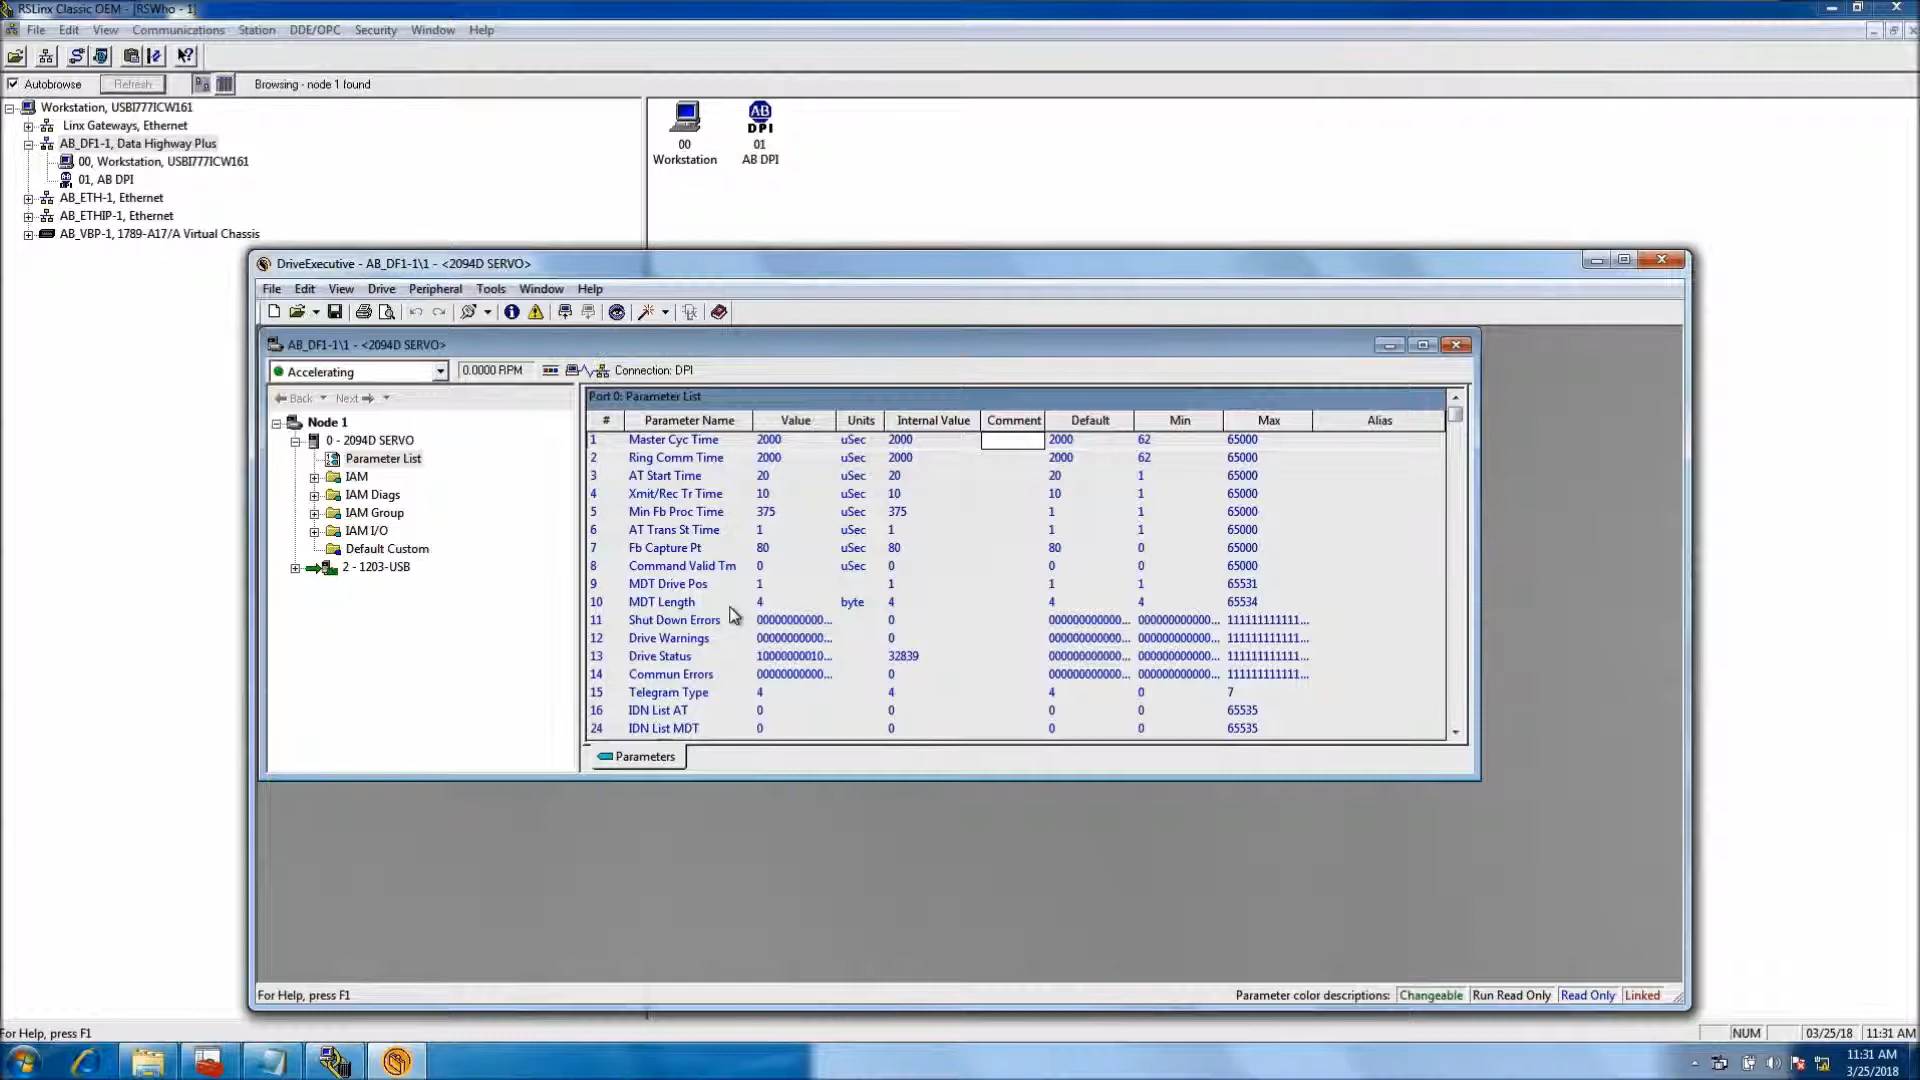 RSLinx Classic OEM - [RSWho - 1]
File Edit View Communications Station DDE/OPC Security Window Help
Autobrowse Refresh Browsing - node 1 found
Workstation, USBI777ICW161
Linx Gateways, Ethernet
AB_DF1-1, Data Highway Plus
00, Workstation, USBI777ICW161
01, AB DPI
AB_ETH-1, Ethernet
AB_ETHIP-1, Ethernet
AB_VBP-1, 1789-A17/A Virtual Chassis
AB
DPI
00 01
Workstation AB DPI
DriveExecutive - AB_DF1-1\1 - <2094D SERVO>
File Edit View Drive Peripheral Tools Window Help
AB_DF1-1\1 - <2094D SERVO>
Accelerating 0.0000 RPM Connection: DPI
Back Next
Node 1
0 - 2094D SERVO
Parameter List
IAM
IAM Diags
IAM Group
IAM I/O
Default Custom
2 - 1203-USB
Port 0: Parameter List
# Parameter Name Value Units Internal Value Comment Default Min Max Alias
1 Master Cyc Time 2000 uSec 2000 2000 62 65000
2 Ring Comm Time 2000 uSec 2000 2000 62 65000
3 AT Start Time 20 uSec 20 20 1 65000
4 Xmit/Rec Tr Time 10 uSec 10 10 1 65000
5 Min Fb Proc Time 375 uSec 375 1 1 65000
6 AT Trans St Time 1 uSec 1 1 1 65000
7 Fb Capture Pt 80 uSec 80 80 0 65000
8 Command Valid Tm 0 uSec 0 0 0 65000
9 MDT Drive Pos 1 1 1 1 65531
10 MDT Length 4 byte 4 4 4 65534
11 Shut Down Errors 00000000000... 0 000000000000... 000000000000... 111111111111...
12 Drive Warnings 00000000000... 0 000000000000... 000000000000... 111111111111...
13 Drive Status 10000000010... 32839 000000000000... 000000000000... 111111111111...
14 Commun Errors 00000000000... 0 000000000000... 000000000000... 111111111111...
15 Telegram Type 4 4 4 0 7
16 IDN List AT 0 0 0 0 65535
24 IDN List MDT 0 0 0 0 65535
Parameters
For Help, press F1 Parameter color descriptions: Changeable Run Read Only Read Only Linked
For Help, press F1 NUM 03/25/18 11:31 AM
11:31 AM
3/25/2018